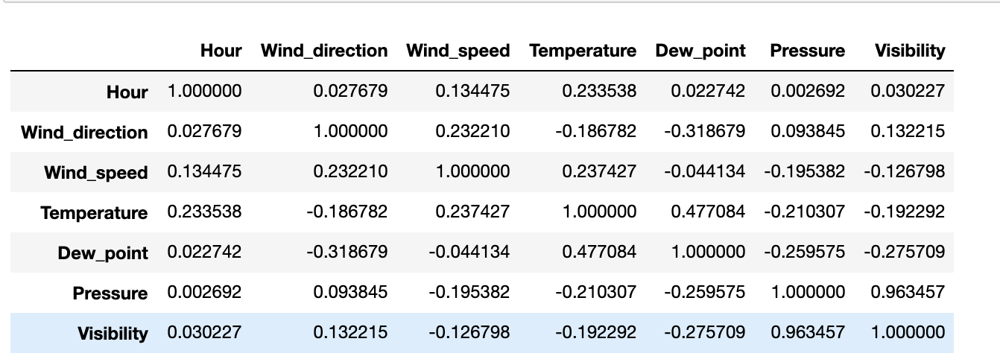 Hour Wind_direction Wind_speed Temperature Dew_point Pressure Visibility
Hour 1.000000 0.027679 0.134475 0.233538 0.022742 0.002692 0.030227
Wind_direction 0.027679 1.000000 0.232210 -0.186782 -0.318679 0.093845 0.132215
Wind_speed 0.134475 0.232210 1.000000 0.237427 -0.044134 -0.195382 -0.126798
Temperature 0.233538 -0.186782 0.237427 1.000000 0.477084 -0.210307 -0.192292
Dew_point 0.022742 -0.318679 -0.044134 0.477084 1.000000 -0.259575 -0.275709
Pressure 0.002692 0.093845 -0.195382 -0.210307 -0.259575 1.000000 0.963457
Visibility 0.030227 0.132215 -0.126798 -0.192292 -0.275709 0.963457 1.000000